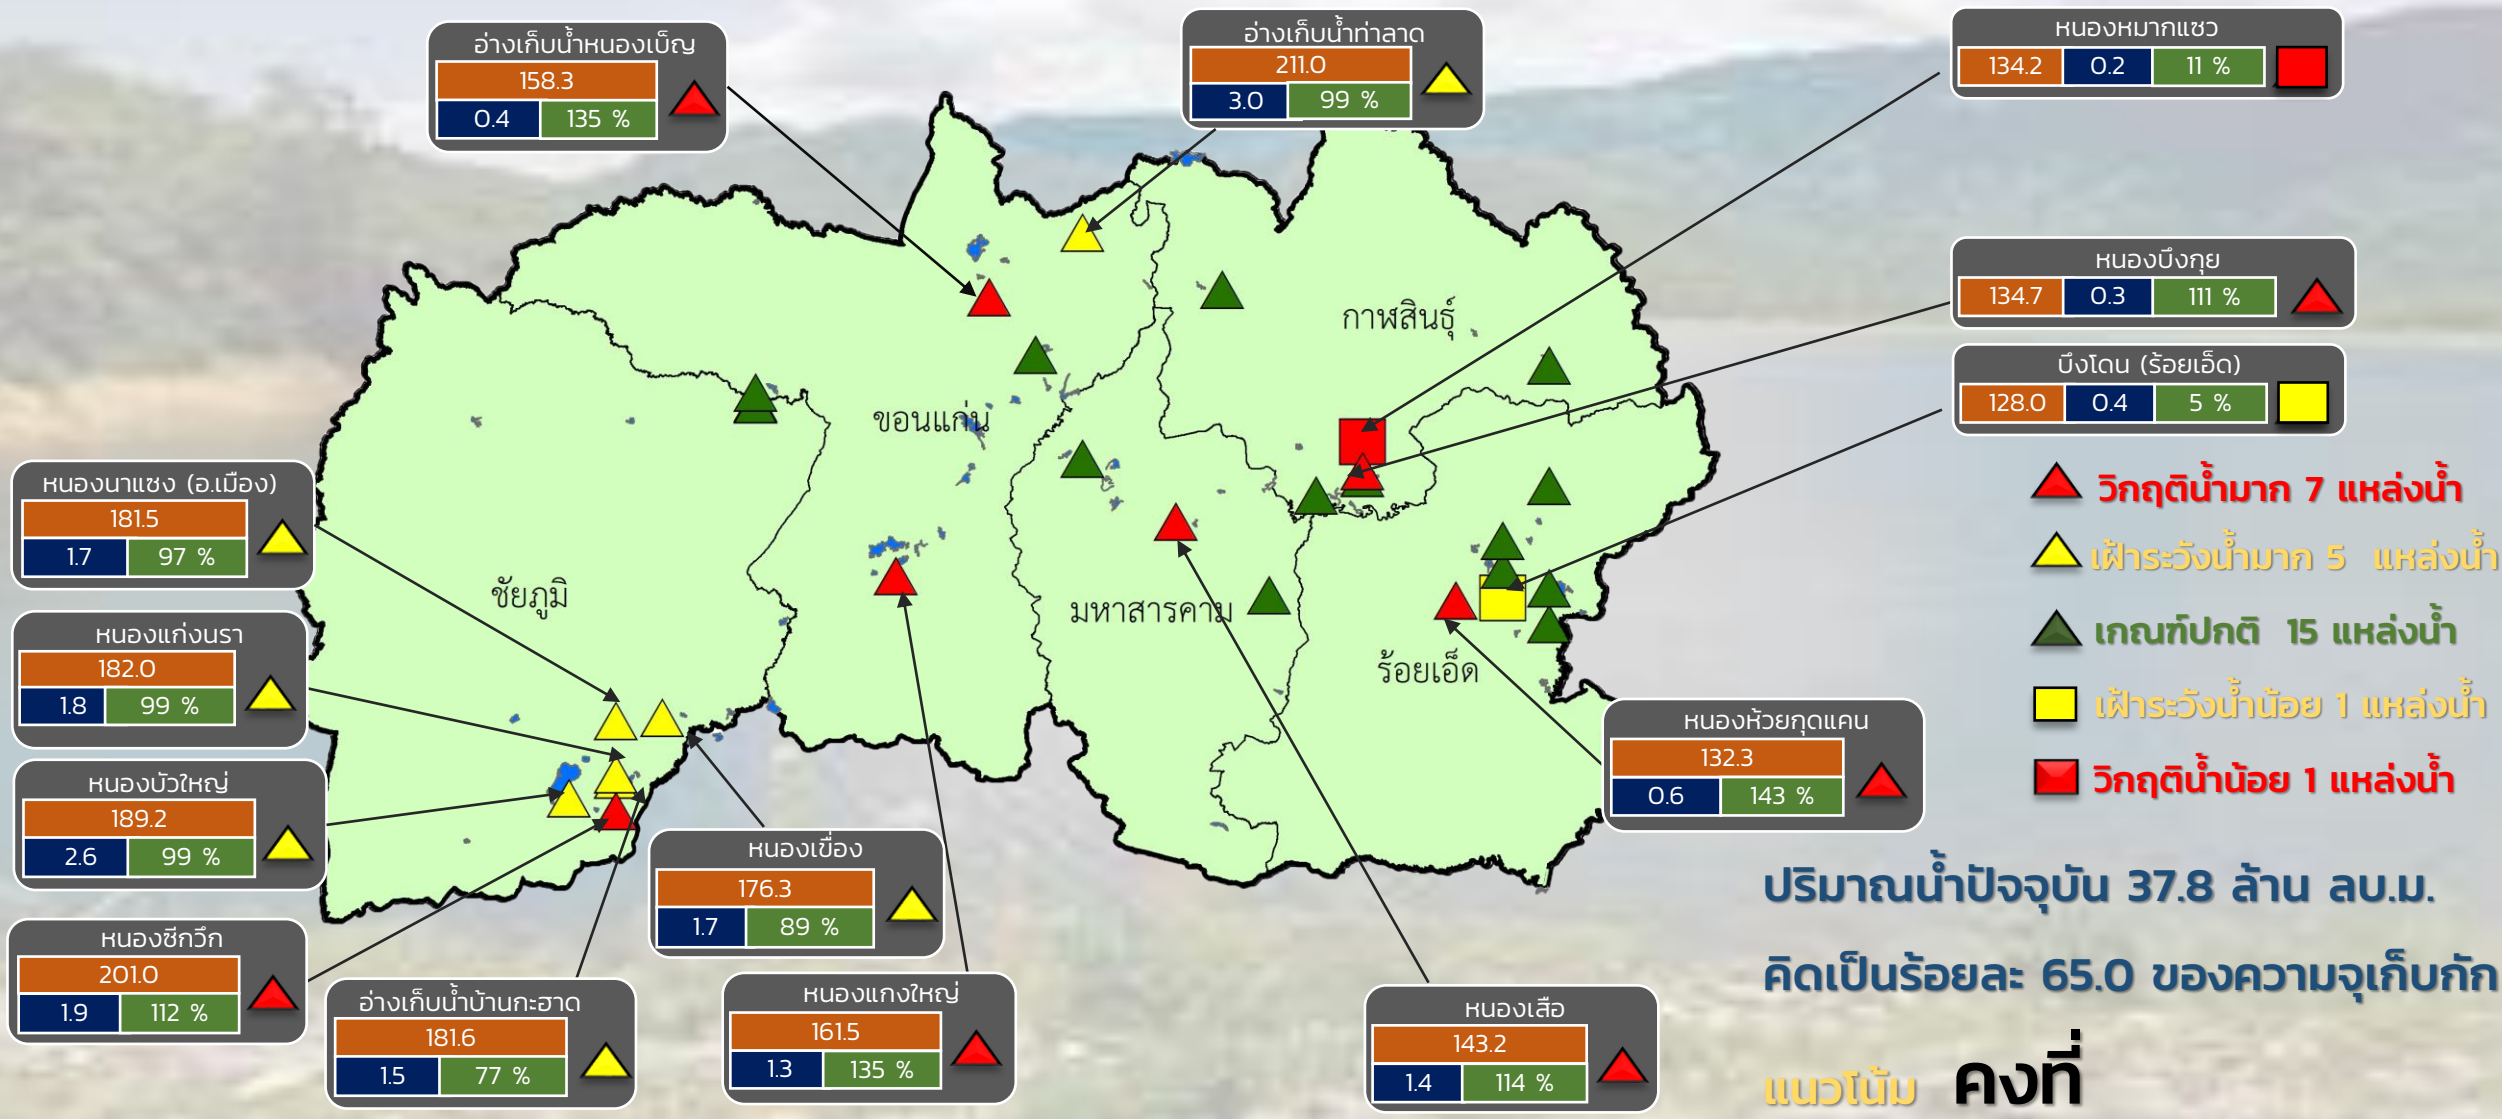 อ่างเก็บน้ำหนองเบ็ญ
158.3
0.4 135 %
อ่างเก็บน้ำท่าลาด
211.0
3.0 99 %
หนองหมากแซว
134.2 0.2 11 %
หนองบึงกุย
134.7 0.3 111 %
บึงโดน (ร้อยเอ็ด)
128.0 0.4 5 %
กาฬสินธุ์
ขอนแก่น
ชัยภูมิ
มหาสารคาม
ร้อยเอ็ด
หนองนาแซง (อ.เมือง)
181.5
1.7 97 %
หนองแก่งนรา
182.0
1.8 99 %
หนองบัวใหญ่
189.2
2.6 99 %
หนองซีกวึก
201.0
1.9 112 %
อ่างเก็บน้ำบ้านกะฮาด
181.6
1.5 77 %
หนองเขื่อง
176.3
1.7 89 %
หนองแกงใหญ่
161.5
1.3 135 %
หนองเสือ
143.2
1.4 114 %
หนองห้วยกุดแคน
132.3
0.6 143 %
วิกฤติน้ำมาก 7 แหล่งน้ำ
เฝ้าระวังน้ำมาก 5 แหล่งน้ำ
เกณฑ์ปกติ 15 แหล่งน้ำ
เฝ้าระวังน้ำน้อย 1 แหล่งน้ำ
วิกฤติน้ำน้อย 1 แหล่งน้ำ
ปริมาณน้ำปัจจุบัน 37.8 ล้าน ลบ.ม.
คิดเป็นร้อยละ 65.0 ของความจุเก็บกัก
แนวโน้ม คงที่